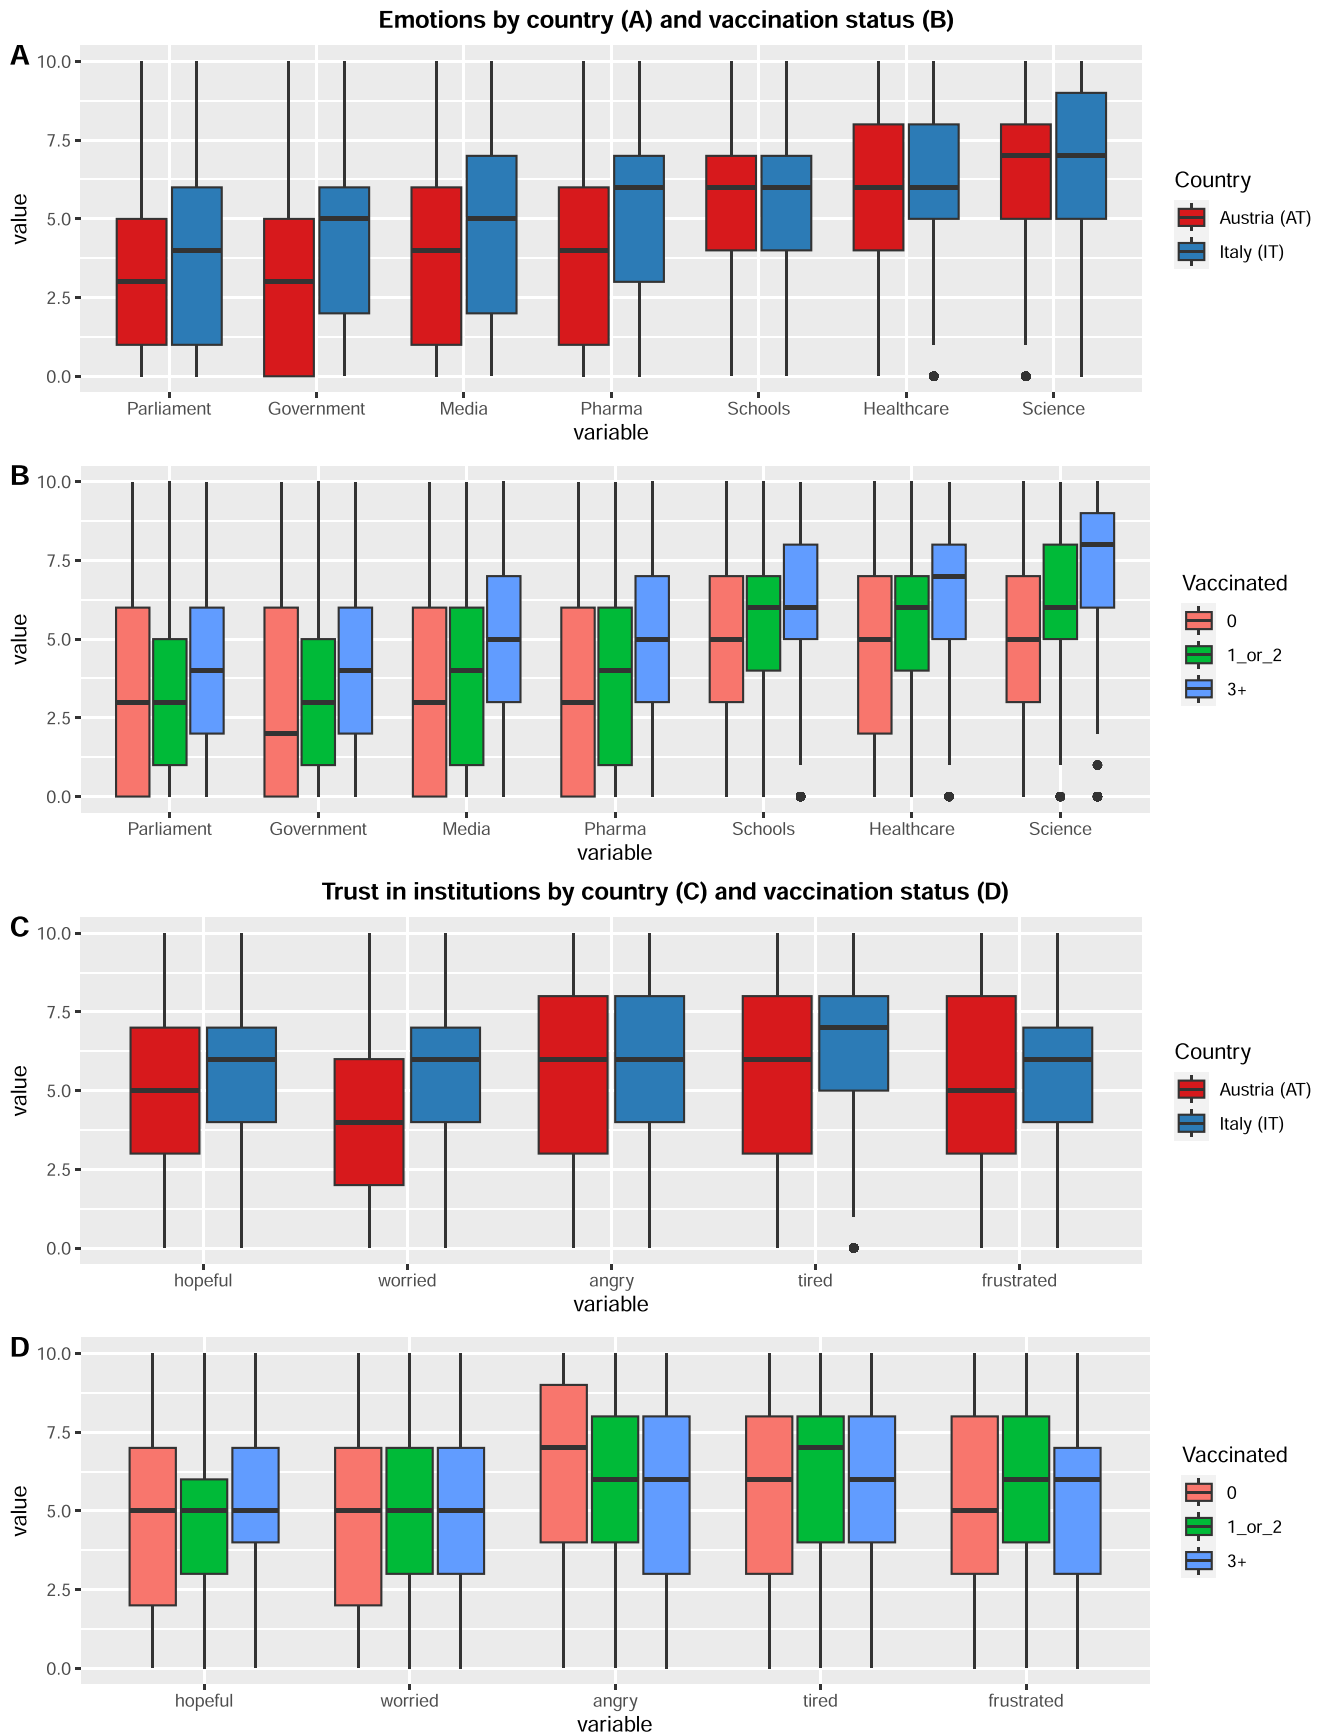 Emotions by country (A) and vaccination status (B)
A
10.0
7.5
5.0
2.5
0.0
value
Parliament Government Media Pharma Schools Healthcare Science
variable
Country
Austria (AT)
Italy (IT)
B
10.0
7.5
5.0
2.5
0.0
value
Parliament Government Media Pharma Schools Healthcare Science
variable
Vaccinated
0
1_or_2
3+
Trust in institutions by country (C) and vaccination status (D)
C
10.0
7.5
5.0
2.5
0.0
value
hopeful worried angry tired frustrated
variable
Country
Austria (AT)
Italy (IT)
D
10.0
7.5
5.0
2.5
0.0
value
hopeful worried angry tired frustrated
variable
Vaccinated
0
1_or_2
3+